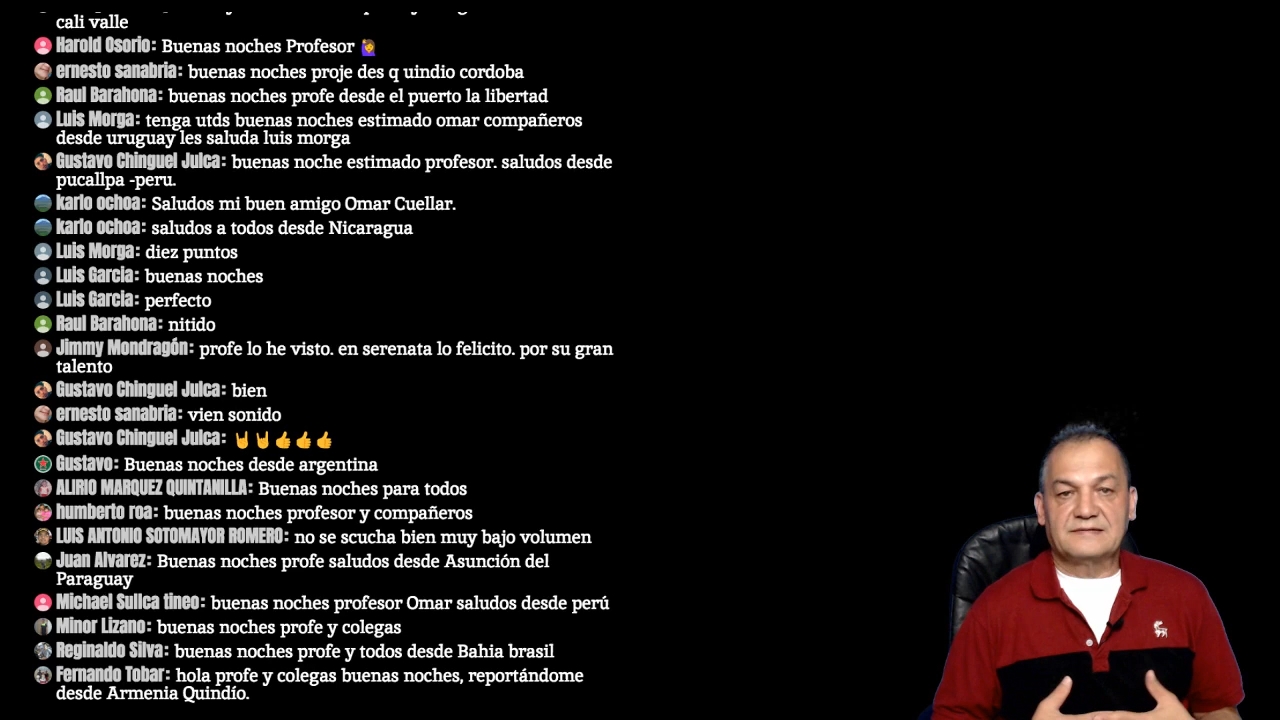 cali valle
Harold Osorio: Buenas noches Profesor 🙋‍♀️
ernesto sanabria: buenas noches proje des q uindio cordoba
Raul Barahona: buenas noches profe desde el puerto la libertad
Luis Morga: tenga utds buenas noches estimado omar compañeros
desde uruguay les saluda luis morga
Gustavo Chinguel Julca: buenas noche estimado profesor. saludos desde
pucallpa -peru.
karlo ochoa: Saludos mi buen amigo Omar Cuellar.
karlo ochoa: saludos a todos desde Nicaragua
Luis Morga: diez puntos
Luis Garcia: buenas noches
Luis Garcia: perfecto
Raul Barahona: nitido
Jimmy Mondragón: profe lo he visto. en serenata lo felicito. por su gran
talento
Gustavo Chinguel Julca: bien
ernesto sanabria: vien sonido
Gustavo Chinguel Julca: 🤘🤘👍👍👍
Gustavo: Buenas noches desde argentina
ALIRIO MARQUEZ QUINTANILLA: Buenas noches para todos
humberto roa: buenas noches profesor y compañeros
LUIS ANTONIO SOTOMAYOR ROMERO: no se scucha bien muy bajo volumen
Juan Alvarez: Buenas noches profe saludos desde Asunción del
Paraguay
Michael Sullca tineo: buenas noches profesor Omar saludos desde perú
Minor Lizano: buenas noches profe y colegas
Reginaldo Silva: buenas noches profe y todos desde Bahia brasil
Fernando Tobar: hola profe y colegas buenas noches, reportándome
desde Armenia Quindío.